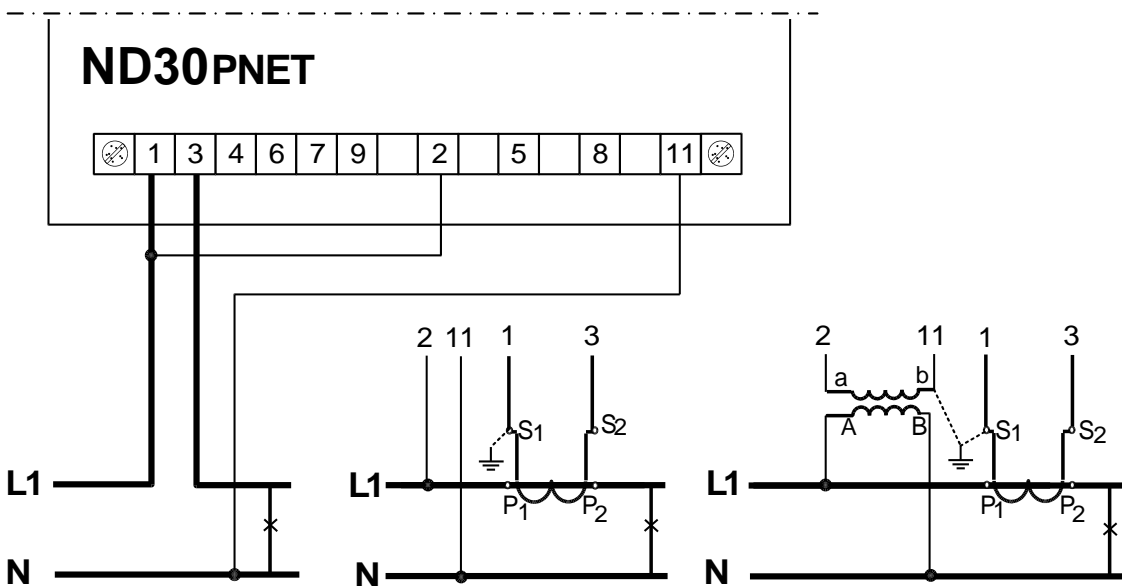 ND30PNET
1 3 4 6 7 9 2 5 8 11
2 11 1 3
2 11 1 3
a b
S1 S2
A B S1 S2
L1 L1 P1 P2 L1 P1 P2
N N N